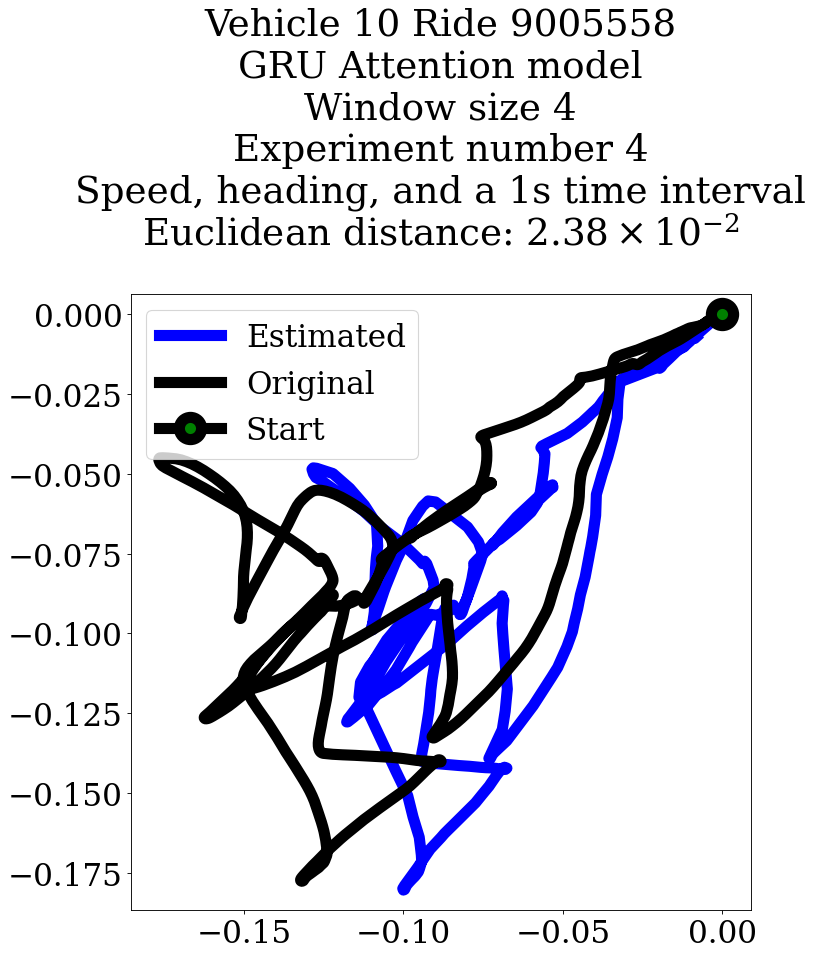 Vehicle 10 Ride 9005558
GRU Attention model
Window size 4
Experiment number 4
Speed, heading, and a 1s time interval
Euclidean distance: 2.38 × 10⁻²
Estimated
Original
Start
0.000
−0.025
−0.050
−0.075
−0.100
−0.125
−0.150
−0.175
−0.15
−0.10
−0.05
0.00